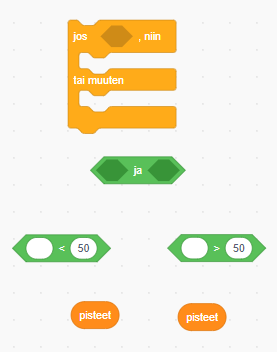 jos , niin
tai muuten
ja
< 50
> 50
pisteet
pisteet